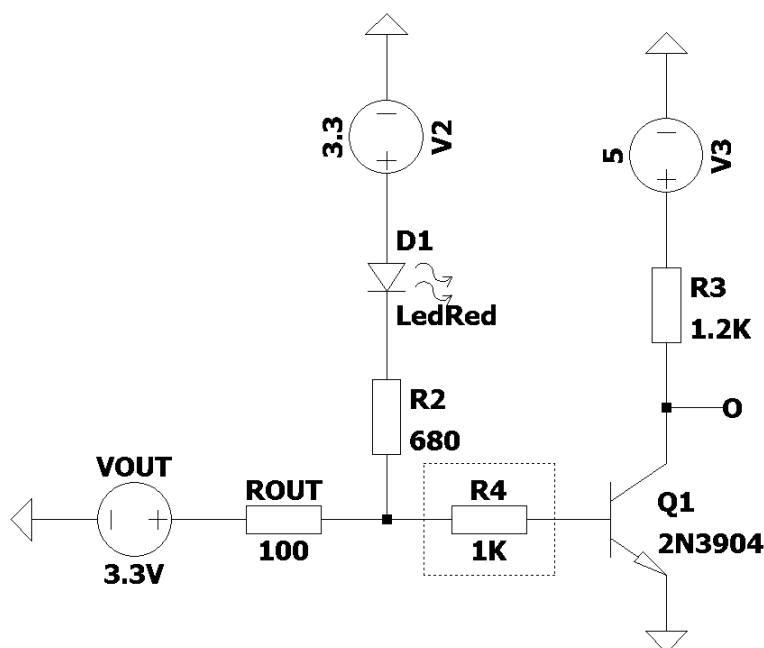 3.3
V2
5
V3
D1
LedRed
R3
1.2K
R2
680
O
VOUT
3.3V
ROUT
100
R4
1K
Q1
2N3904